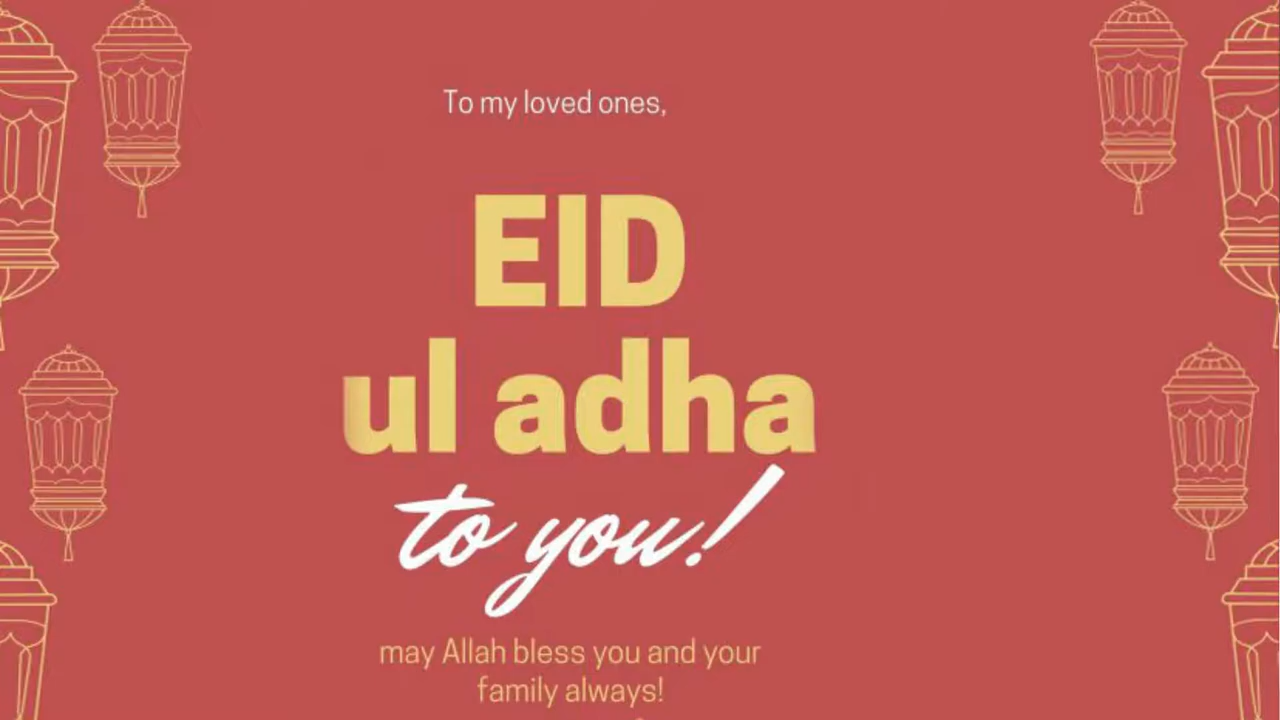 To my loved ones,
EID
ul adha
to you!
may Allah bless you and your
family always!